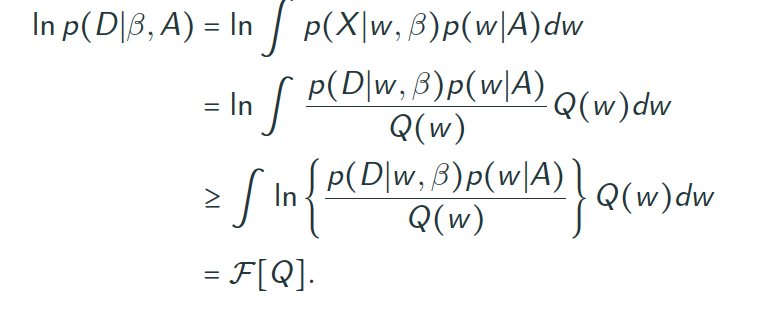 ln p(D|β, A) = ln ∫ p(X|w, β)p(w|A)dw
= ln ∫ p(D|w, β)p(w|A) / Q(w) Q(w)dw
≥ ∫ ln { p(D|w, β)p(w|A) / Q(w) } Q(w)dw
= ℱ[Q].